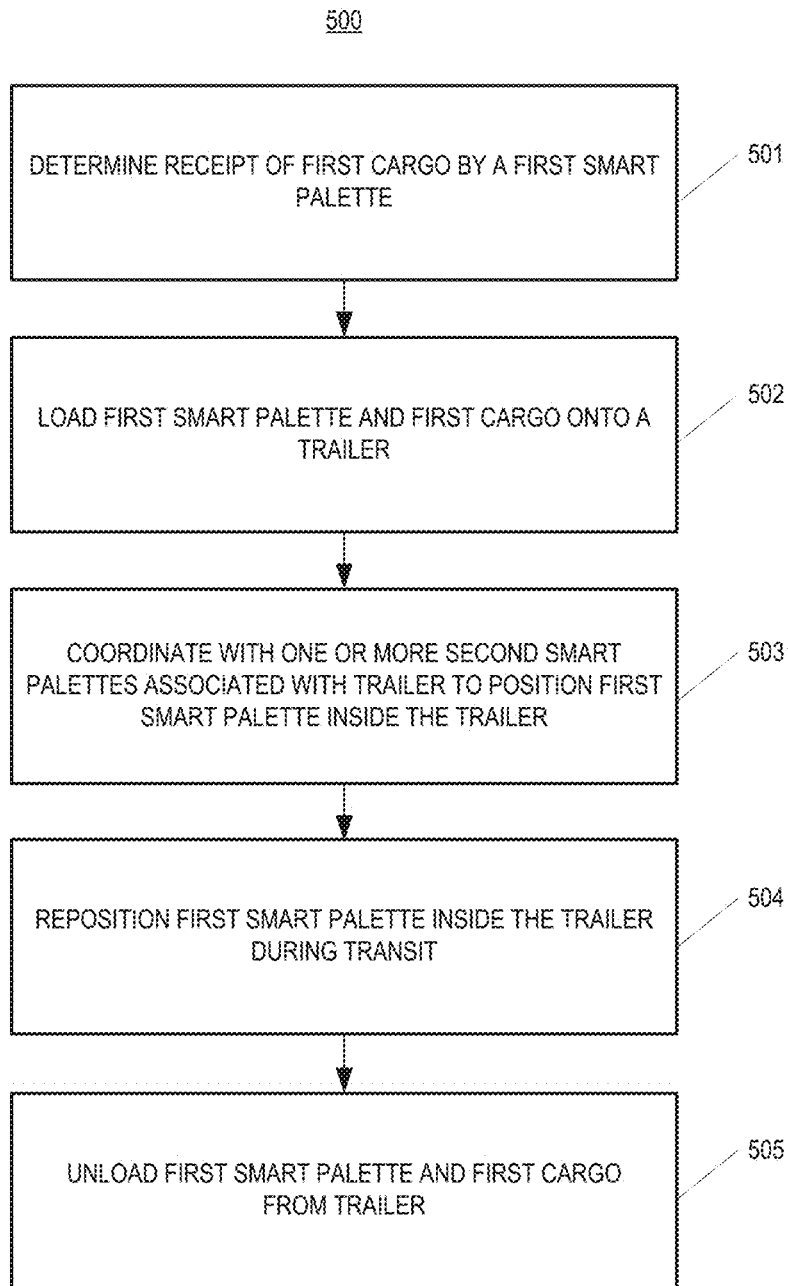 500
DETERMINE RECEIPT OF FIRST CARGO BY A FIRST SMART
PALETTE
501
LOAD FIRST SMART PALETTE AND FIRST CARGO ONTO A
TRAILER
502
COORDINATE WITH ONE OR MORE SECOND SMART
PALETTES ASSOCIATED WITH TRAILER TO POSITION FIRST
SMART PALETTE INSIDE THE TRAILER
503
REPOSITION FIRST SMART PALETTE INSIDE THE TRAILER
DURING TRANSIT
504
UNLOAD FIRST SMART PALETTE AND FIRST CARGO
FROM TRAILER
505